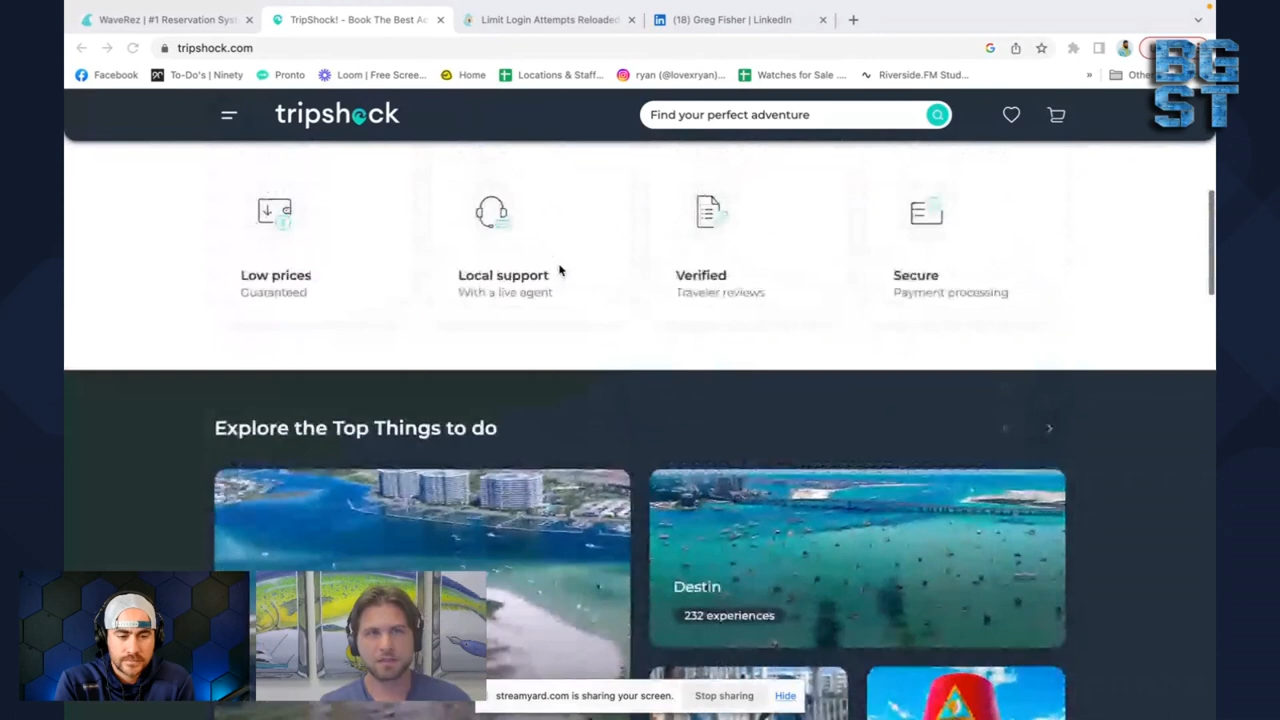 WaveRez | #1 Reservation Sys
TripShock! - Book The Best Ac
Limit Login Attempts Reloaded
(18) Greg Fisher | LinkedIn
tripshock.com
Facebook
To-Do's | Ninety
Pronto
Loom | Free Scree...
Home
Locations & Staff...
ryan (@lovexryan)...
Watches for Sale ...
Riverside.FM Stud...
»
BG
ST
tripshock
Find your perfect adventure
Low prices
Guaranteed
Local support
With a live agent
Verified
Traveler reviews
Secure
Payment processing
Explore the Top Things to do
Destin
232 experiences
streamyard.com is sharing your screen.
Stop sharing
Hide